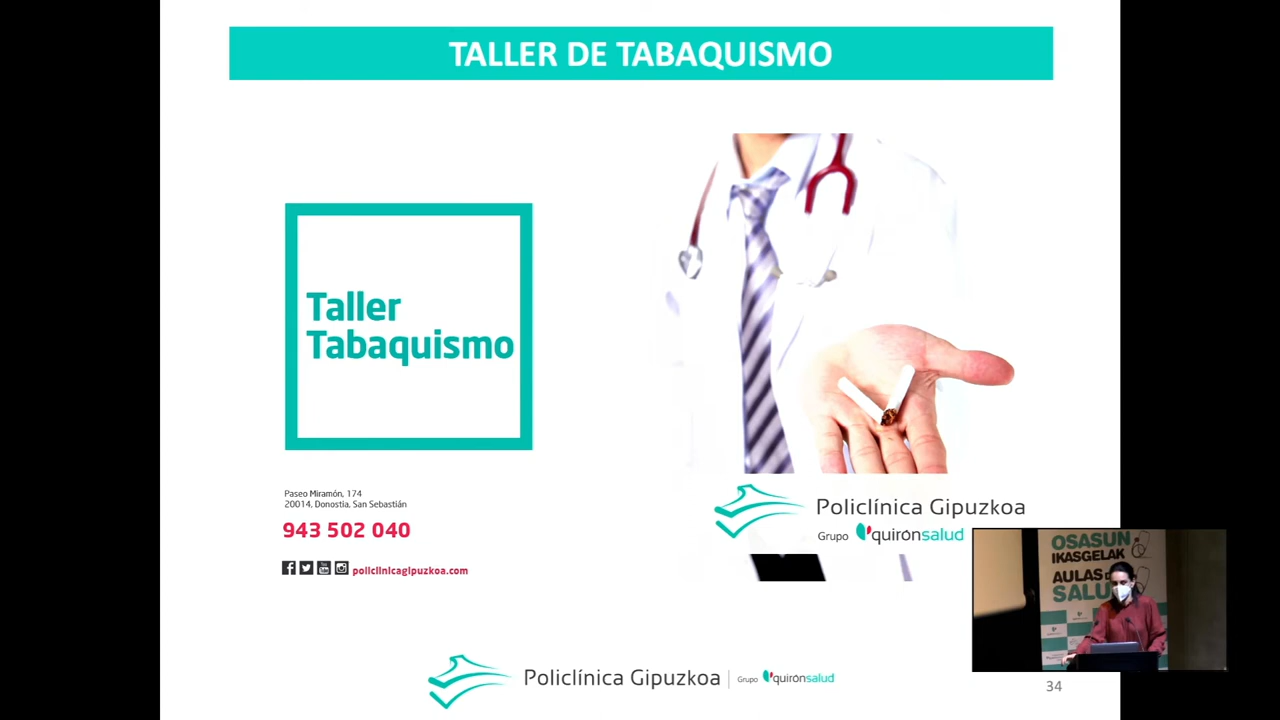 TALLER DE TABAQUISMO
Taller
Tabaquismo
Paseo Miramón, 174
20014, Donostia, San Sebastián
943 502 040
policlinicagipuzkoa.com
Policlínica Gipuzkoa
Grupo quirónsalud
OSASUN
IKASGELAK
AULAS
SALU
Policlínica Gipuzkoa | Grupo quirónsalud
34